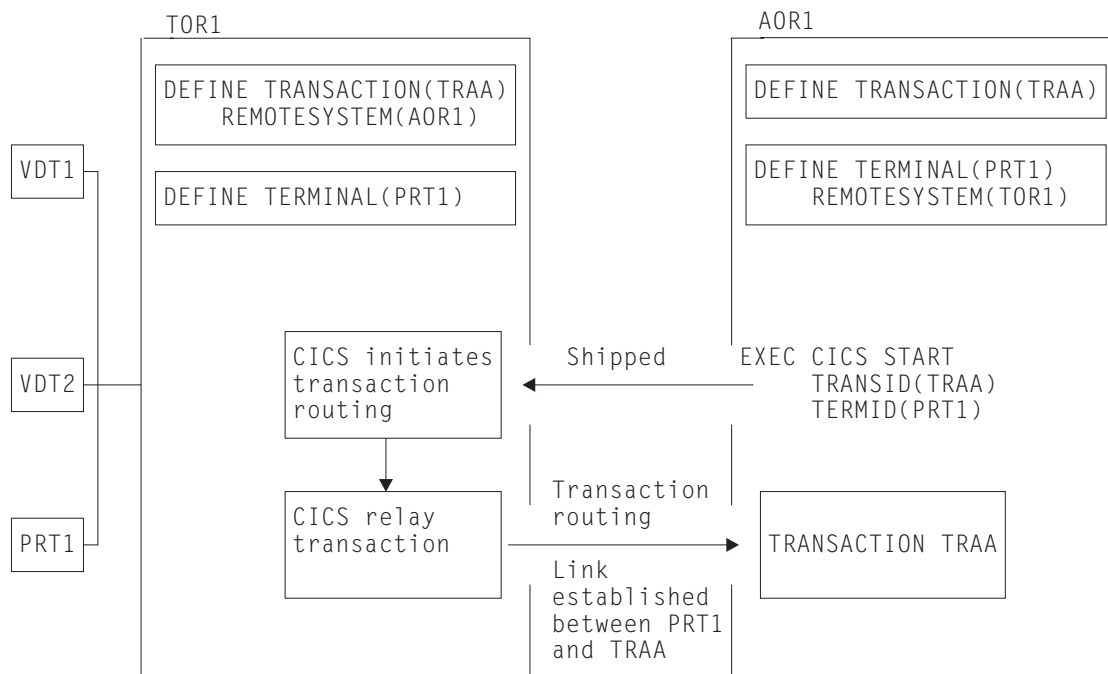 TOR1
AOR1
DEFINE TRANSACTION(TRAA)
REMOTESYSTEM(AOR1)
DEFINE TRANSACTION(TRAA)
VDT1
DEFINE TERMINAL(PRT1)
DEFINE TERMINAL(PRT1)
REMOTESYSTEM(TOR1)
VDT2
CICS initiates
transaction
routing
Shipped
EXEC CICS START
TRANSID(TRAA)
TERMID(PRT1)
PRT1
CICS relay
transaction
Transaction
routing
Link
established
between PRT1
and TRAA
TRANSACTION TRAA